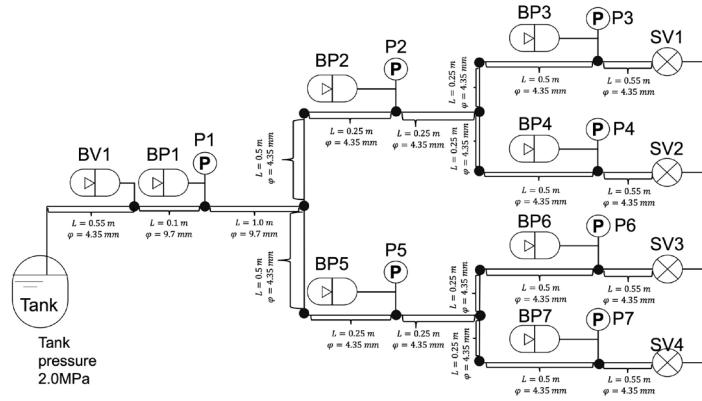 BP3
P
P3
SV1
L = 0.5 m
φ = 4.35 mm
L = 0.55 m
φ = 4.35 mm
P2
P
BP2
L = 0.25 m
φ = 4.35 mm
L = 0.25 m
φ = 4.35 mm
L = 0.25 m
φ = 4.35 mm
L = 0.25 m
φ = 4.35 mm
BP4
P
P4
SV2
L = 0.5 m
φ = 4.35 mm
L = 0.55 m
φ = 4.35 mm
L = 0.5 m
φ = 4.35 mm
BV1
BP1
P1
P
L = 0.55 m
φ = 4.35 mm
L = 0.1 m
φ = 9.7 mm
L = 1.0 m
φ = 9.7 mm
L = 0.5 m
φ = 4.35 mm
P5
P
BP5
L = 0.25 m
φ = 4.35 mm
L = 0.25 m
φ = 4.35 mm
BP6
P
P6
SV3
L = 0.5 m
φ = 4.35 mm
L = 0.55 m
φ = 4.35 mm
L = 0.25 m
φ = 4.35 mm
L = 0.25 m
φ = 4.35 mm
BP7
P
P7
SV4
L = 0.5 m
φ = 4.35 mm
L = 0.55 m
φ = 4.35 mm
Tank
Tank
pressure
2.0MPa